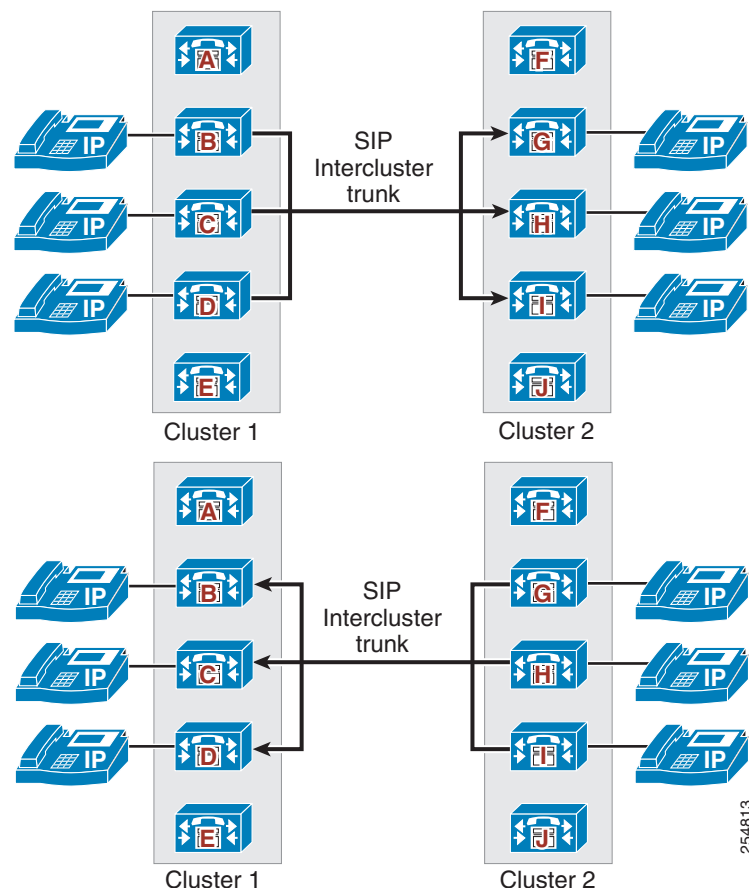 A
F
IP
B
SIP
Intercluster
trunk
G
IP
IP
C
H
IP
IP
D
I
IP
E
J
Cluster 1
Cluster 2
A
F
IP
B
SIP
Intercluster
trunk
G
IP
IP
C
H
IP
IP
D
I
IP
E
J
254813
Cluster 1
Cluster 2